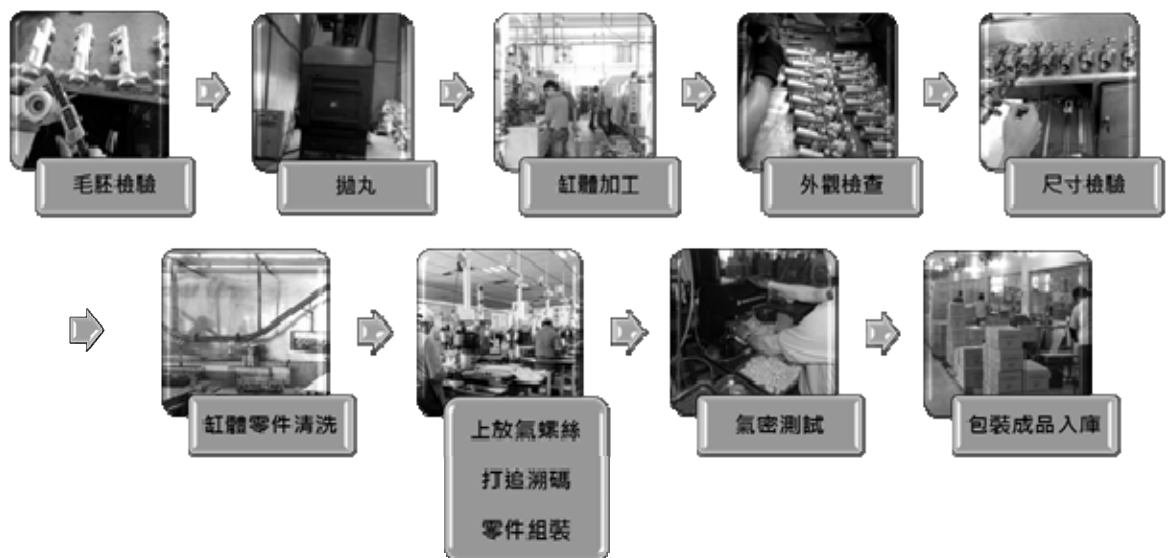 毛胚檢驗
拋丸
缸體加工
外觀檢查
尺寸檢驗
缸體零件清洗
上放氣螺絲
打追溯碼
零件組裝
氣密測試
包裝成品入庫